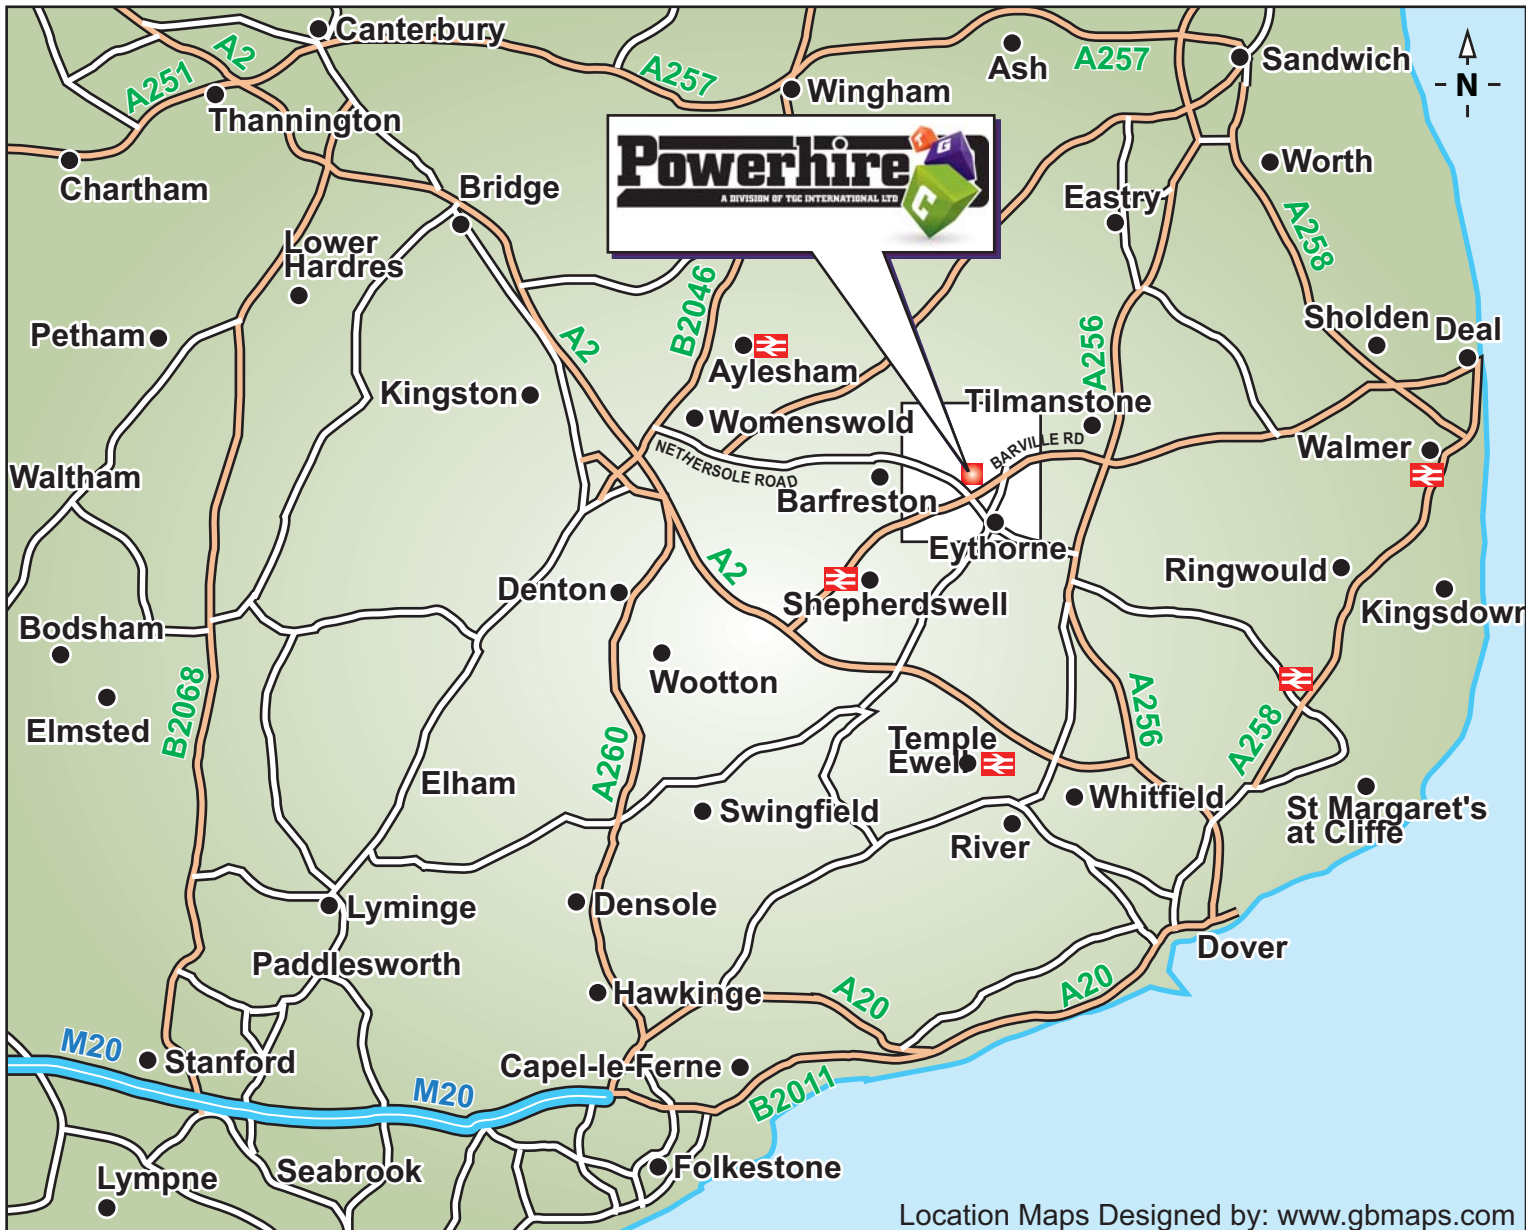 Canterbury
A2
A251
Thannington
Chartham
A257
Wingham
Ash
A257
Sandwich
N
Powerhire
A DIVISION OF TGC INTERNATIONAL LTD
T
G
C
Worth
Eastry
A258
Bridge
Lower
Hardres
Petham
A2
B2046
Aylesham
Kingston
Womenswold
A256
Tilmanstone
Sholden
Deal
Walmer
Waltham
NETHERSOLE ROAD
BARVILLE RD
Barfreston
Eythorne
A2
Denton
Shepherdswell
Ringwould
Kingsdown
Bodsham
Elmsted
B2068
Wootton
A260
Elham
Temple
Ewell
A256
A258
Swingfield
Whitfield
River
St Margaret's
at Cliffe
Lyminge
Densole
Dover
Paddlesworth
Hawkinge
A20
A20
M20
Stanford
Capel-le-Ferne
M20
B2011
Lympne
Seabrook
Folkestone
Location Maps Designed by: www.gbmaps.com